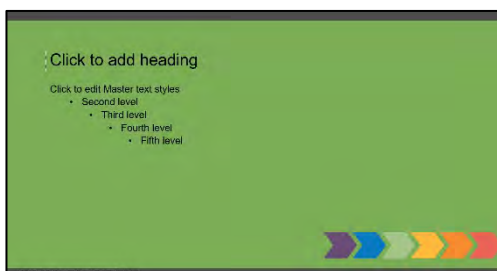 Click to add heading
Click to edit Master text styles
• Second level
• Third level
• Fourth level
• Fifth level